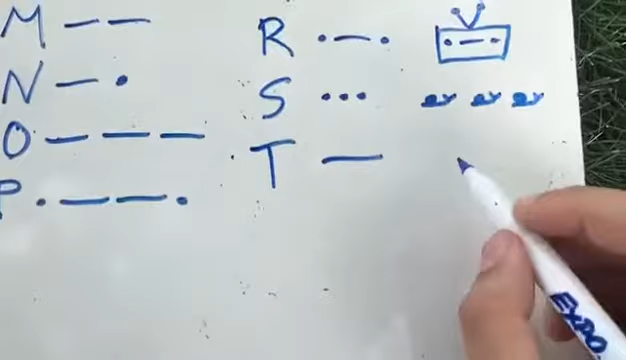 M — —
N — •
O — — —
P • — — •
R • — •
S • • •
T —
EXPO